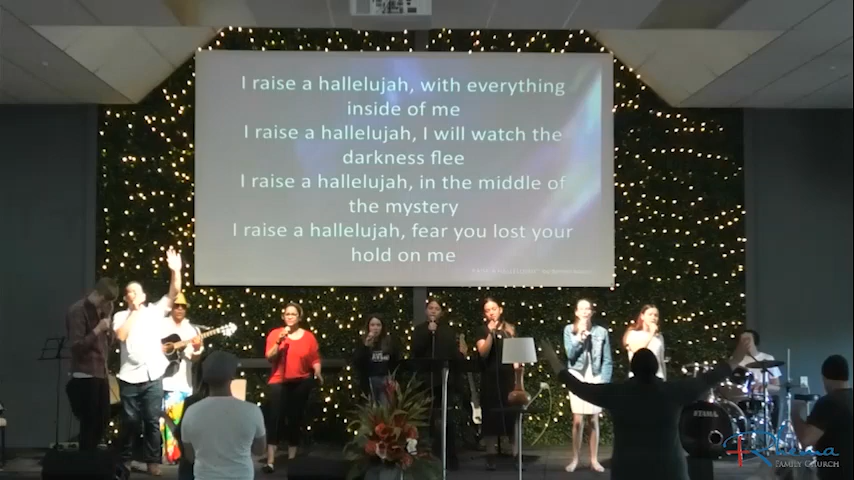 I raise a hallelujah, with everything
inside of me
I raise a hallelujah, I will watch the
darkness flee
I raise a hallelujah, in the middle of
the mystery
I raise a hallelujah, fear you lost your
hold on me
TAMA
Rhema
FAMILY CHURCH